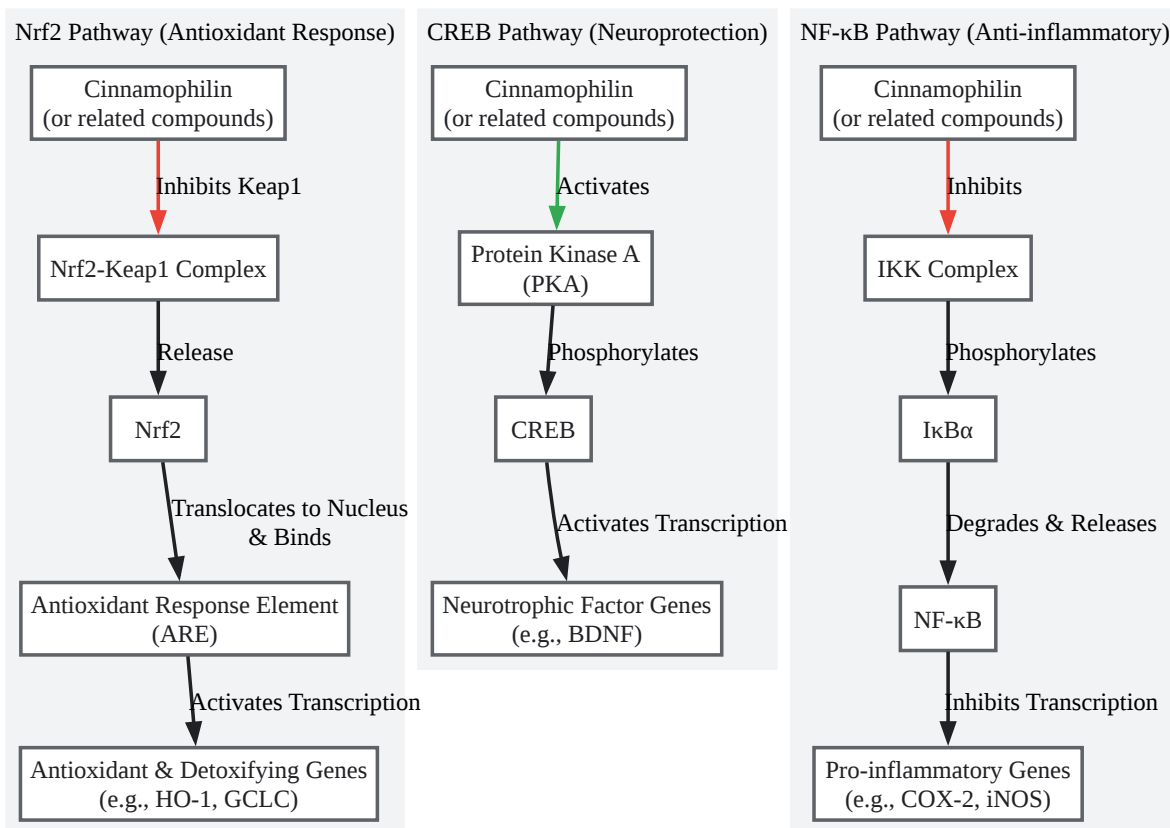 Nrf2 Pathway (Antioxidant Response)
Cinnamophilin
(or related compounds)
Inhibits Keap1
Nrf2-Keap1 Complex
Release
Nrf2
Translocates to Nucleus
& Binds
Antioxidant Response Element
(ARE)
Activates Transcription
Antioxidant & Detoxifying Genes
(e.g., HO-1, GCLC)
CREB Pathway (Neuroprotection)
Cinnamophilin
(or related compounds)
Activates
Protein Kinase A
(PKA)
Phosphorylates
CREB
Activates Transcription
Neurotrophic Factor Genes
(e.g., BDNF)
NF-κB Pathway (Anti-inflammatory)
Cinnamophilin
(or related compounds)
Inhibits
IKK Complex
Phosphorylates
IκBα
Degrades & Releases
NF-κB
Inhibits Transcription
Pro-inflammatory Genes
(e.g., COX-2, iNOS)